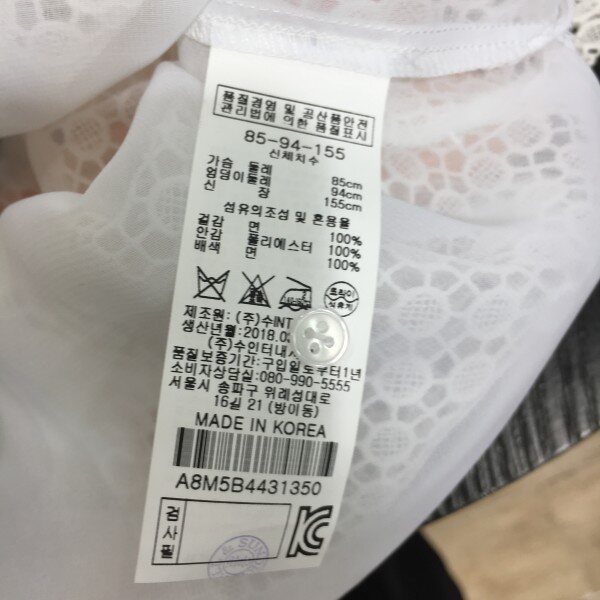 품질경영 및 공산품안전
관리법에 의한 품질표시
85-94-155
신체치수
가슴 둘레 85cm
엉덩이둘레 94cm
신 장 155cm
섬유의조성 및 혼용율
겉감 면 100%
안감 폴리에스터 100%
배색 면 100%
드라이
석유계
제조원: (주)수INT
생산년월: 2018.0
(주)수인터내
품질보증기간: 구입일로부터1년
소비자상담실: 080-990-5555
서울시 송파구 위례성대로
16길 21 (방이동)
MADE IN KOREA
A8M5B4431350
검사필